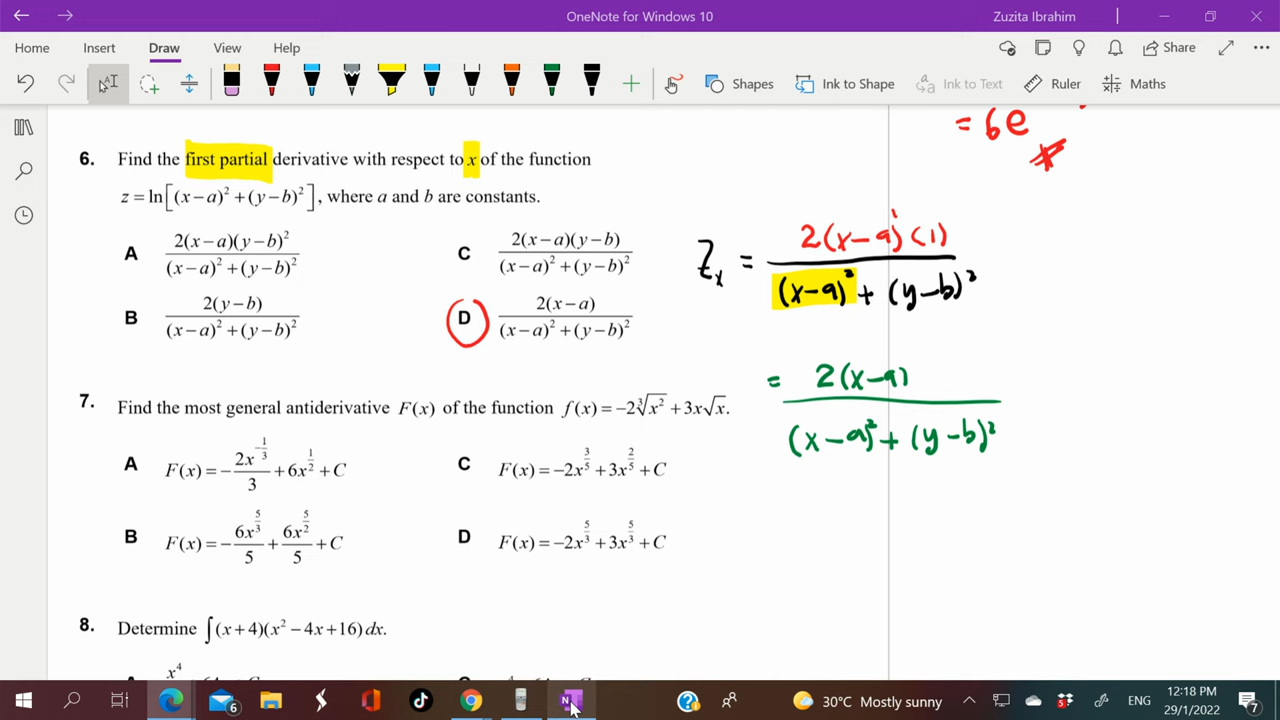 OneNote for Windows 10
Zuzita Ibrahim
Home Insert Draw View Help
Share
Shapes Ink to Shape Ink to Text Ruler Maths
= 6e
6. Find the first partial derivative with respect to x of the function
z = ln[(x−a)² + (y−b)²], where a and b are constants.
A 2(x−a)(y−b)² / (x−a)² + (y−b)²
C 2(x−a)(y−b) / (x−a)² + (y−b)²
B 2(y−b) / (x−a)² + (y−b)²
D 2(x−a) / (x−a)² + (y−b)²
Zₓ = 2(x−a)¹(1) / (x−a)² + (y−b)²
= 2(x−a) / (x−a)² + (y−b)²
7. Find the most general antiderivative F(x) of the function f(x) = −2∛x² + 3x√x.
A F(x) = −2x^(−1/3)/3 + 6x^(1/2) + C
C F(x) = −2x^(3/5) + 3x^(2/5) + C
B F(x) = −6x^(5/3)/5 + 6x^(5/2)/5 + C
D F(x) = −2x^(5/3) + 3x^(5/3) + C
8. Determine ∫(x+4)(x² − 4x + 16) dx.
x⁴
6
30°C Mostly sunny
ENG
12:18 PM
29/1/2022
7